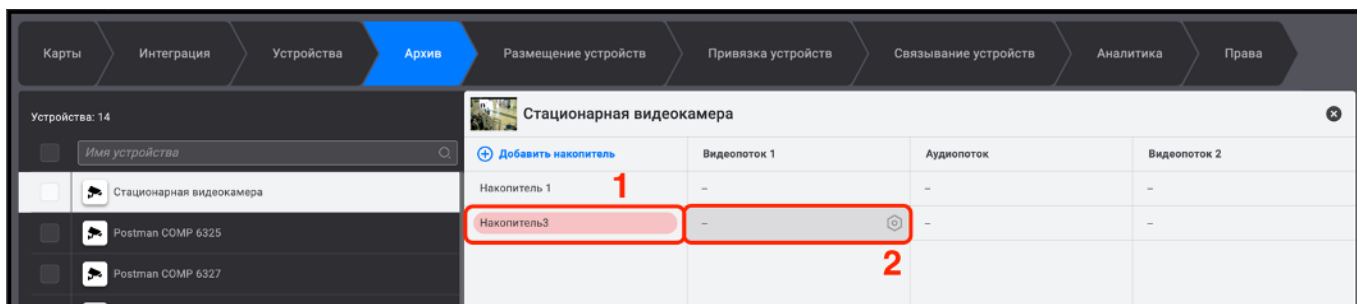 Карты Интеграция Устройства Архив Размещение устройств Привязка устройств Связывание устройств Аналитика Права
Устройства: 14
Стационарная видеокамера
Имя устройства
Добавить накопитель Видеопоток 1 Аудиопоток Видеопоток 2
Стационарная видеокамера
Накопитель 1 – – –
1
Postman COMP 6325
Накопитель3 – – –
2
Postman COMP 6327